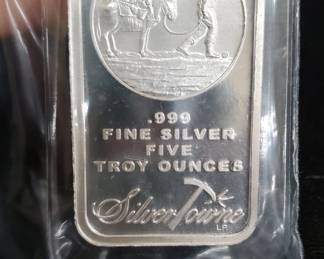 .999
FINE SILVER
FIVE
TROY OUNCES
SilverTowne
LP